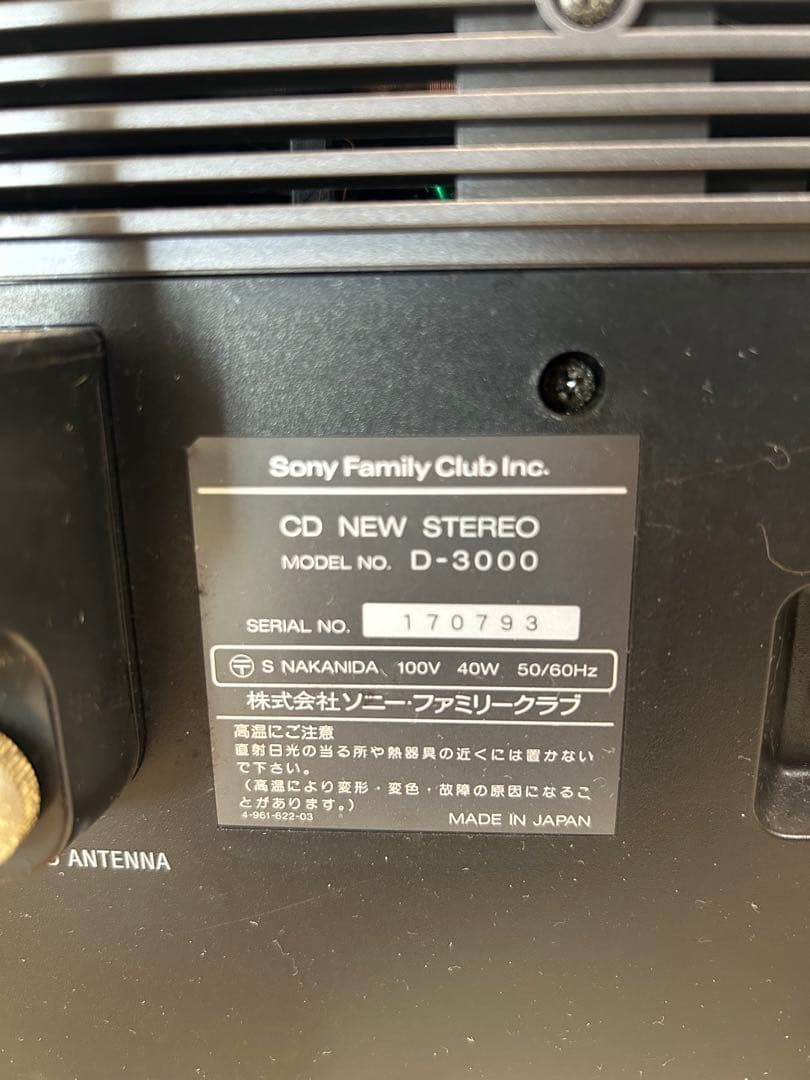 Sony Family Club Inc.
CD NEW STEREO
MODEL NO. D-3000
SERIAL NO. 170793
〒 S NAKANIDA 100V 40W 50/60Hz
株式会社ソニー・ファミリークラブ
高温にご注意
直射日光の当る所や熱器具の近くには置かない
で下さい。
(高温により変形・変色・故障の原因になるこ
とがあります。)
4-961-622-03
MADE IN JAPAN
ANTENNA